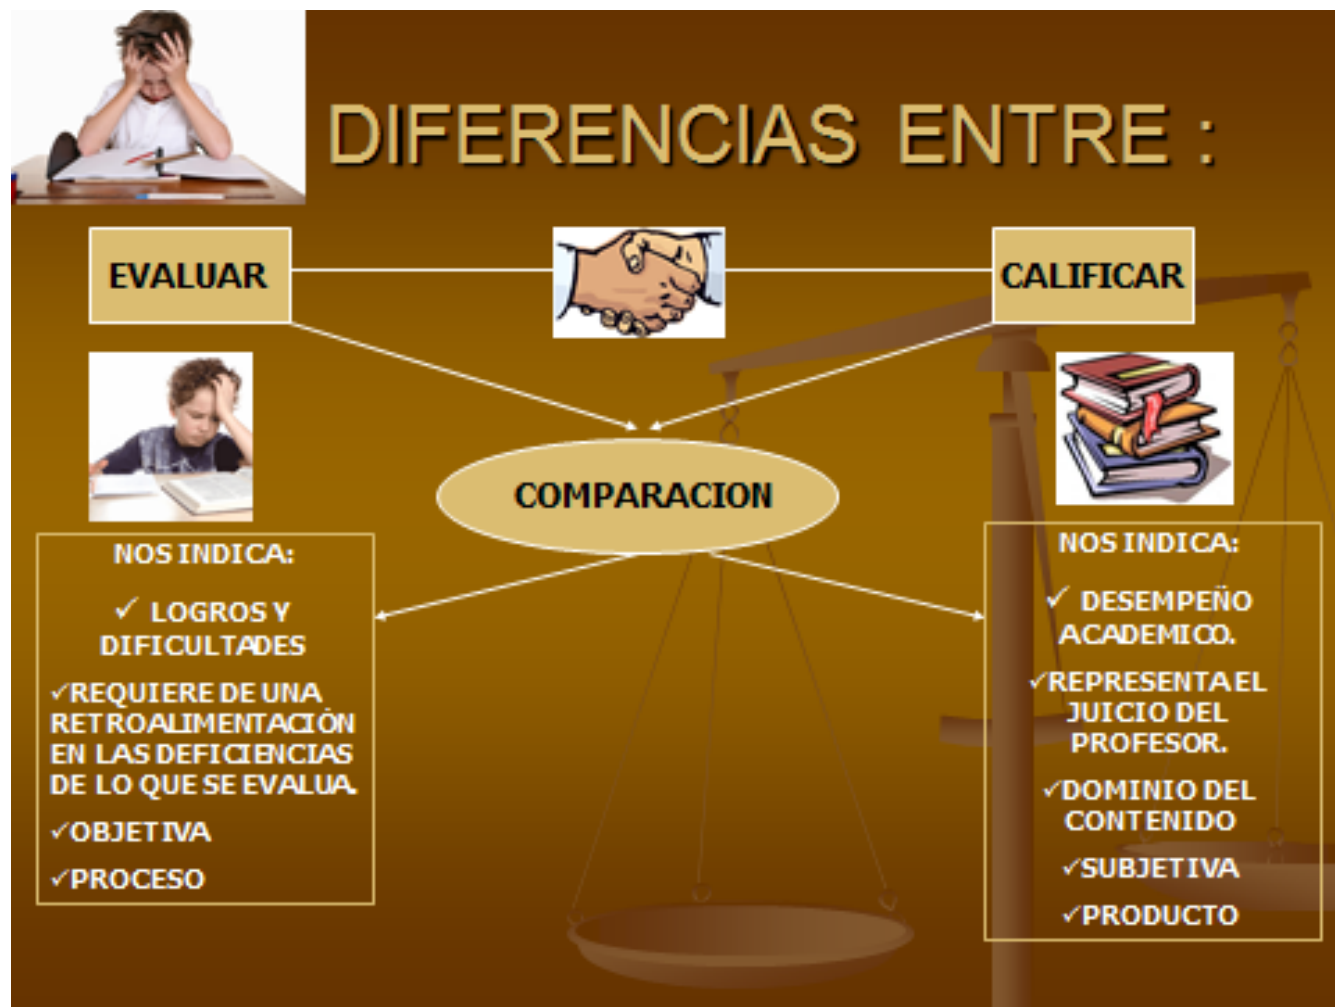 DIFERENCIAS ENTRE :
EVALUAR
CALIFICAR
COMPARACION
NOS INDICA:
✓ LOGROS Y
DIFICULTADES
✓REQUIERE DE UNA
RETROALIMENTACIÓN
EN LAS DEFICIENCIAS
DE LO QUE SE EVALUA.
✓OBJETIVA
✓PROCESO
NOS INDICA:
✓ DESEMPEÑO
ACADEMICO.
✓REPRESENTA EL
JUICIO DEL
PROFESOR.
✓DOMINIO DEL
CONTENIDO
✓SUBJETIVA
✓PRODUCTO